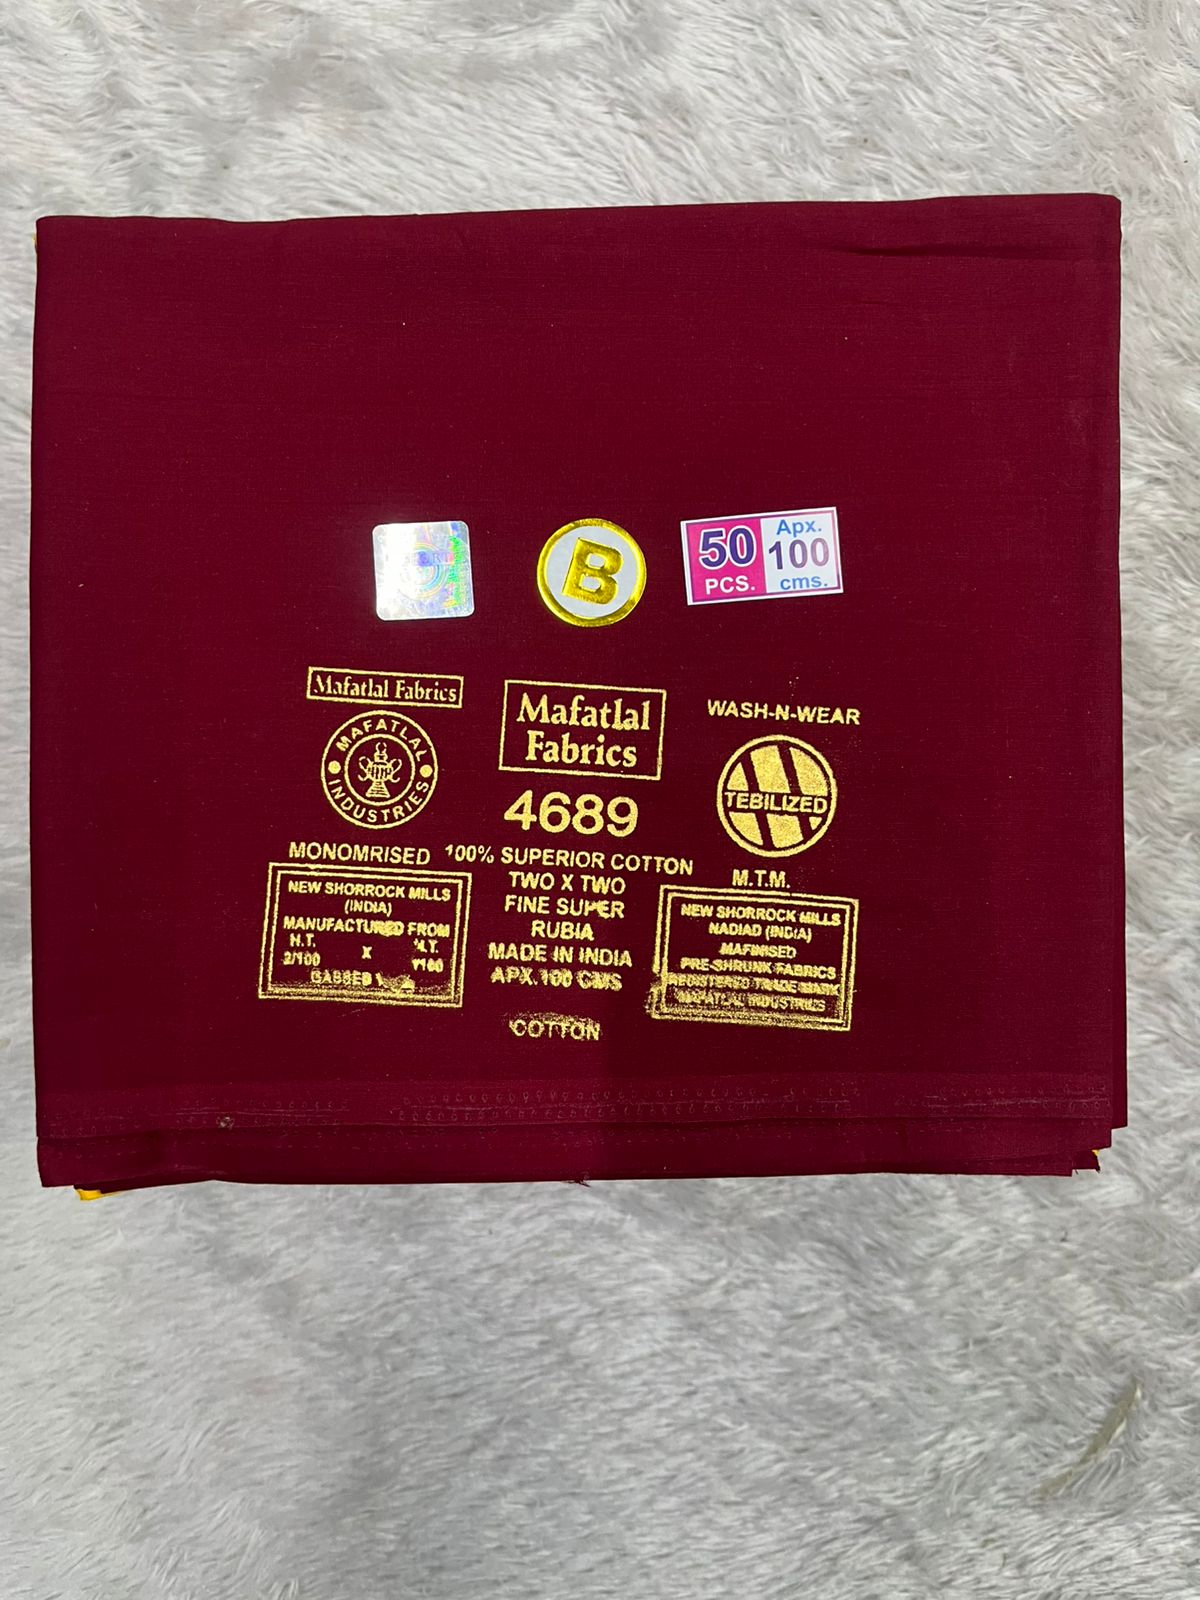 B
50
PCS.
Apx.
100
cms.
Mafatlal Fabrics
MAFATLAL
INDUSTRIES
MONOMRISED
NEW SHORROCK MILLS
(INDIA)
MANUFACTURED FROM
2/100
X
Mafatlal
Fabrics
4689
100% SUPERIOR COTTON
TWO X TWO
FINE SUPER
RUBIA
MADE IN INDIA
APX.100 CMS
COTTON
WASH-N-WEAR
TEBILIZED
M.T.M.
NEW SHORROCK MILLS
NADIAD (INDIA)
MAFINISED
PRE-SHRUNK FABRICS
REGISTERED TRADE MARK
MAFATLAL INDUSTRIES